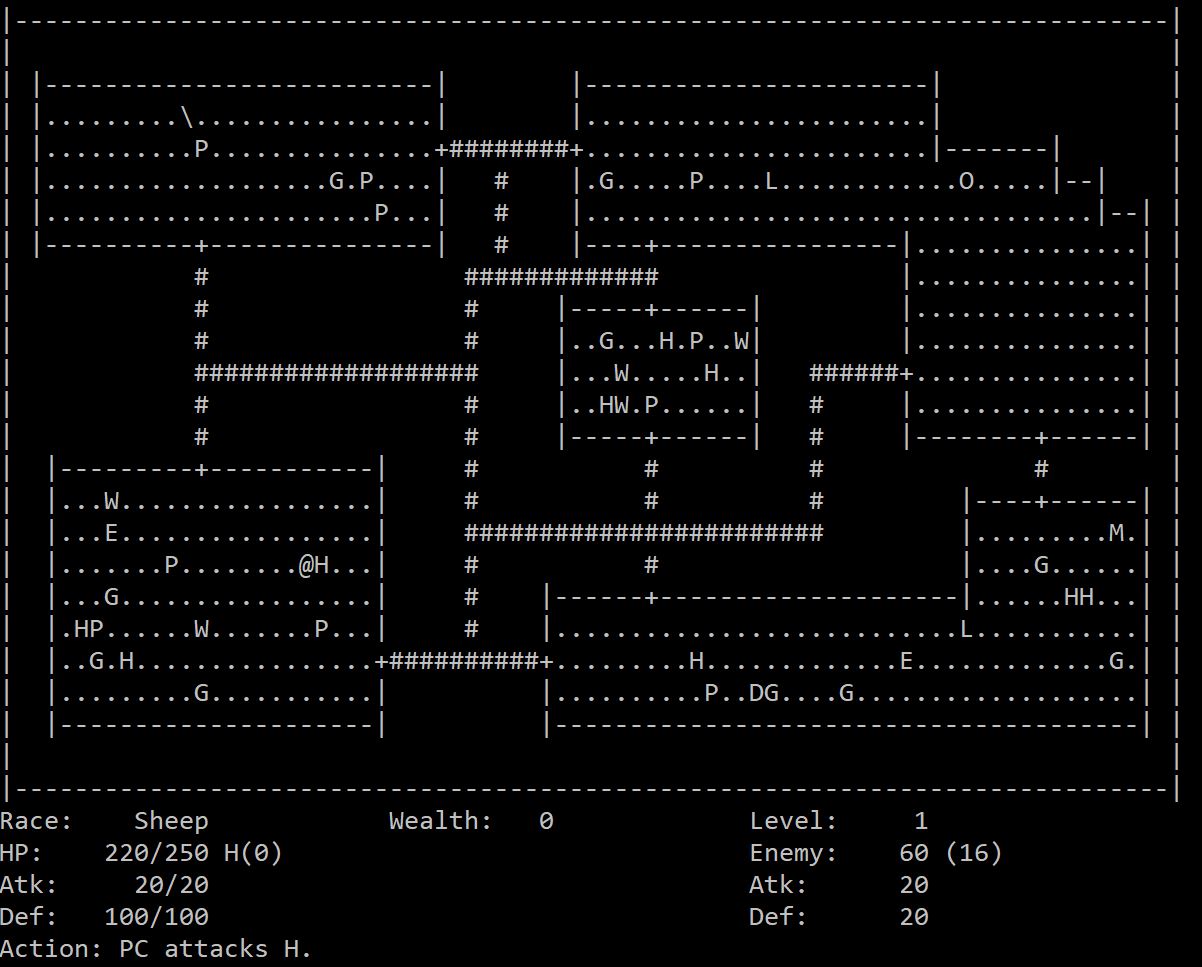 |-----------------------------------------------------------------------------|
|                                                                             |
| |--------------------------|        |-----------------------|               |
| |.........\................|        |.......................|               |
| |..........P...............+########+.......................|-------|       |
| |...................G.P....|   #    |.G.....P....L............O.....|--|    |
| |......................P...|   #    |..................................|--| |
| |----------+---------------|   #    |----+----------------|...............| |
|            #                 #############                |...............| |
|            #                 #     |-----+------|         |...............| |
|            #                 #     |..G...H.P..W|         |...............| |
|            ###################     |...W.....H..|   ######+...............| |
|            #                 #     |..HW.P......|   #     |...............| |
|            #                 #     |-----+------|   #     |--------+------| |
|  |---------+-----------|     #           #          #              #        |
|  |...W.................|     #           #          #         |----+------| |
|  |...E.................|     ########################         |.........M.| |
|  |.......P........@H...|     #           #                    |....G......| |
|  |...G.................|     #    |------+--------------------|......HH...| |
|  |.HP......W.......P...|     #    |...........................L...........| |
|  |..G.H................+##########+.........H.............E.............G.| |
|  |.........G...........|          |..........P..DG....G...................| |
|  |---------------------|          |---------------------------------------| |
|                                                                             |
|-----------------------------------------------------------------------------|
Race:    Sheep            Wealth:   0             Level:     1
HP:    220/250 H(0)                               Enemy:    60 (16)
Atk:     20/20                                    Atk:      20
Def:   100/100                                    Def:      20
Action: PC attacks H.